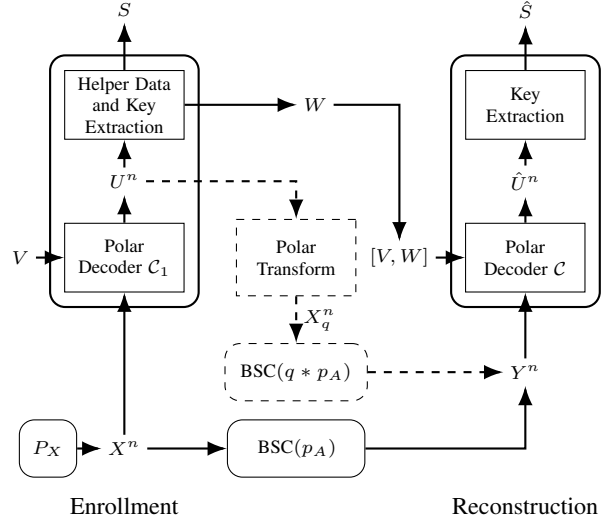 S
Ŝ
Helper Data
and Key
Extraction
W
Key
Extraction
Uⁿ
Ûⁿ
V
Polar
Decoder 𝒞₁
Polar
Transform
[V, W]
Polar
Decoder 𝒞
X_qⁿ
BSC(q ∗ p_A)
Yⁿ
P_X
Xⁿ
BSC(p_A)
Enrollment
Reconstruction